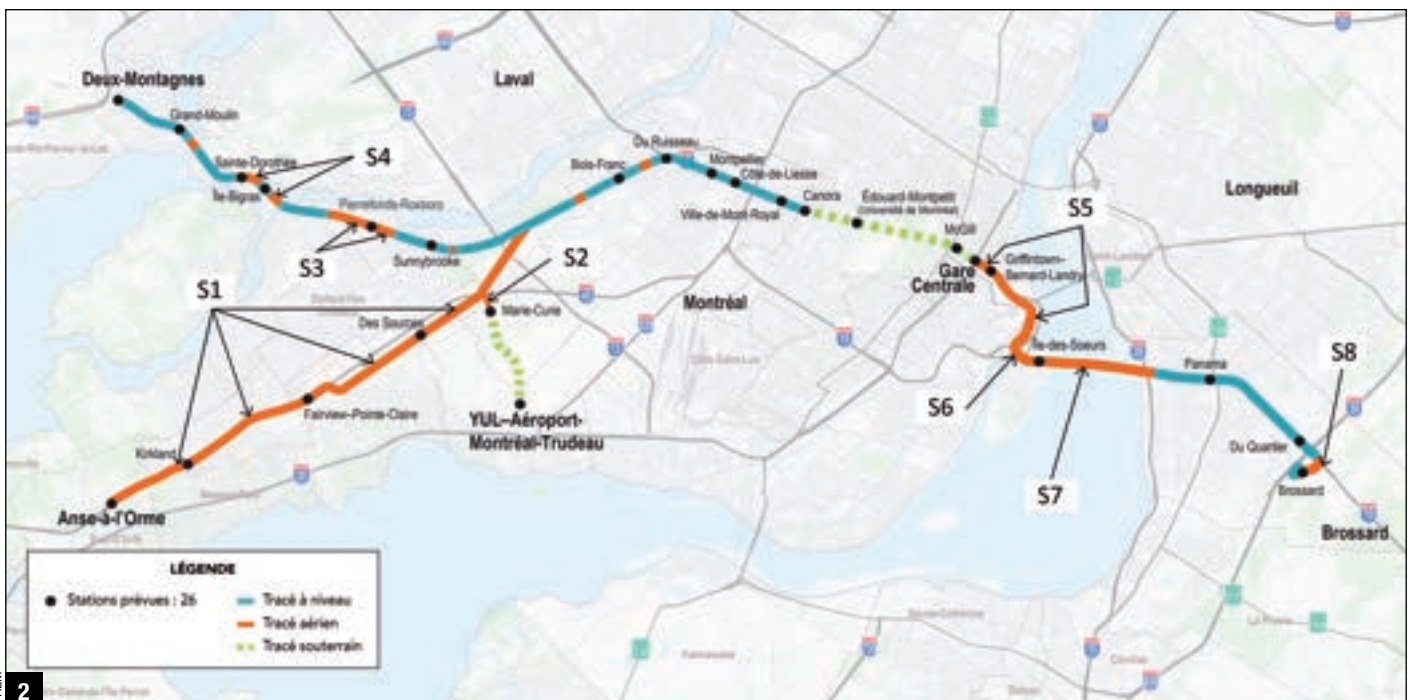 Deux-Montagnes
Laval
Grand-Moulin
S4
Sainte-Dorothée
Île-Bigras
Du Ruisseau
Bois-Franc
Montpellier
Côte-de-Liesse
Longueuil
Pierrefonds-Roxboro
Canora
Édouard-Montpetit
(Université de Montréal)
Ville-de-Mont-Royal
S5
McGill
Sunnybrooke
S3
S2
Griffintown–
Bernard-Landry
Gare
Centrale
S1
Montréal
Marie-Curie
Des Sources
Île-des-Soeurs
Panama
S8
Fairview–Pointe-Claire
YUL–Aéroport-
Montréal-Trudeau
S6
Kirkland
Du Quartier
S7
Brossard
Anse-à-l'Orme
Brossard
LÉGENDE
Stations prévues : 26
Tracé à niveau
Tracé aérien
Tracé souterrain
2